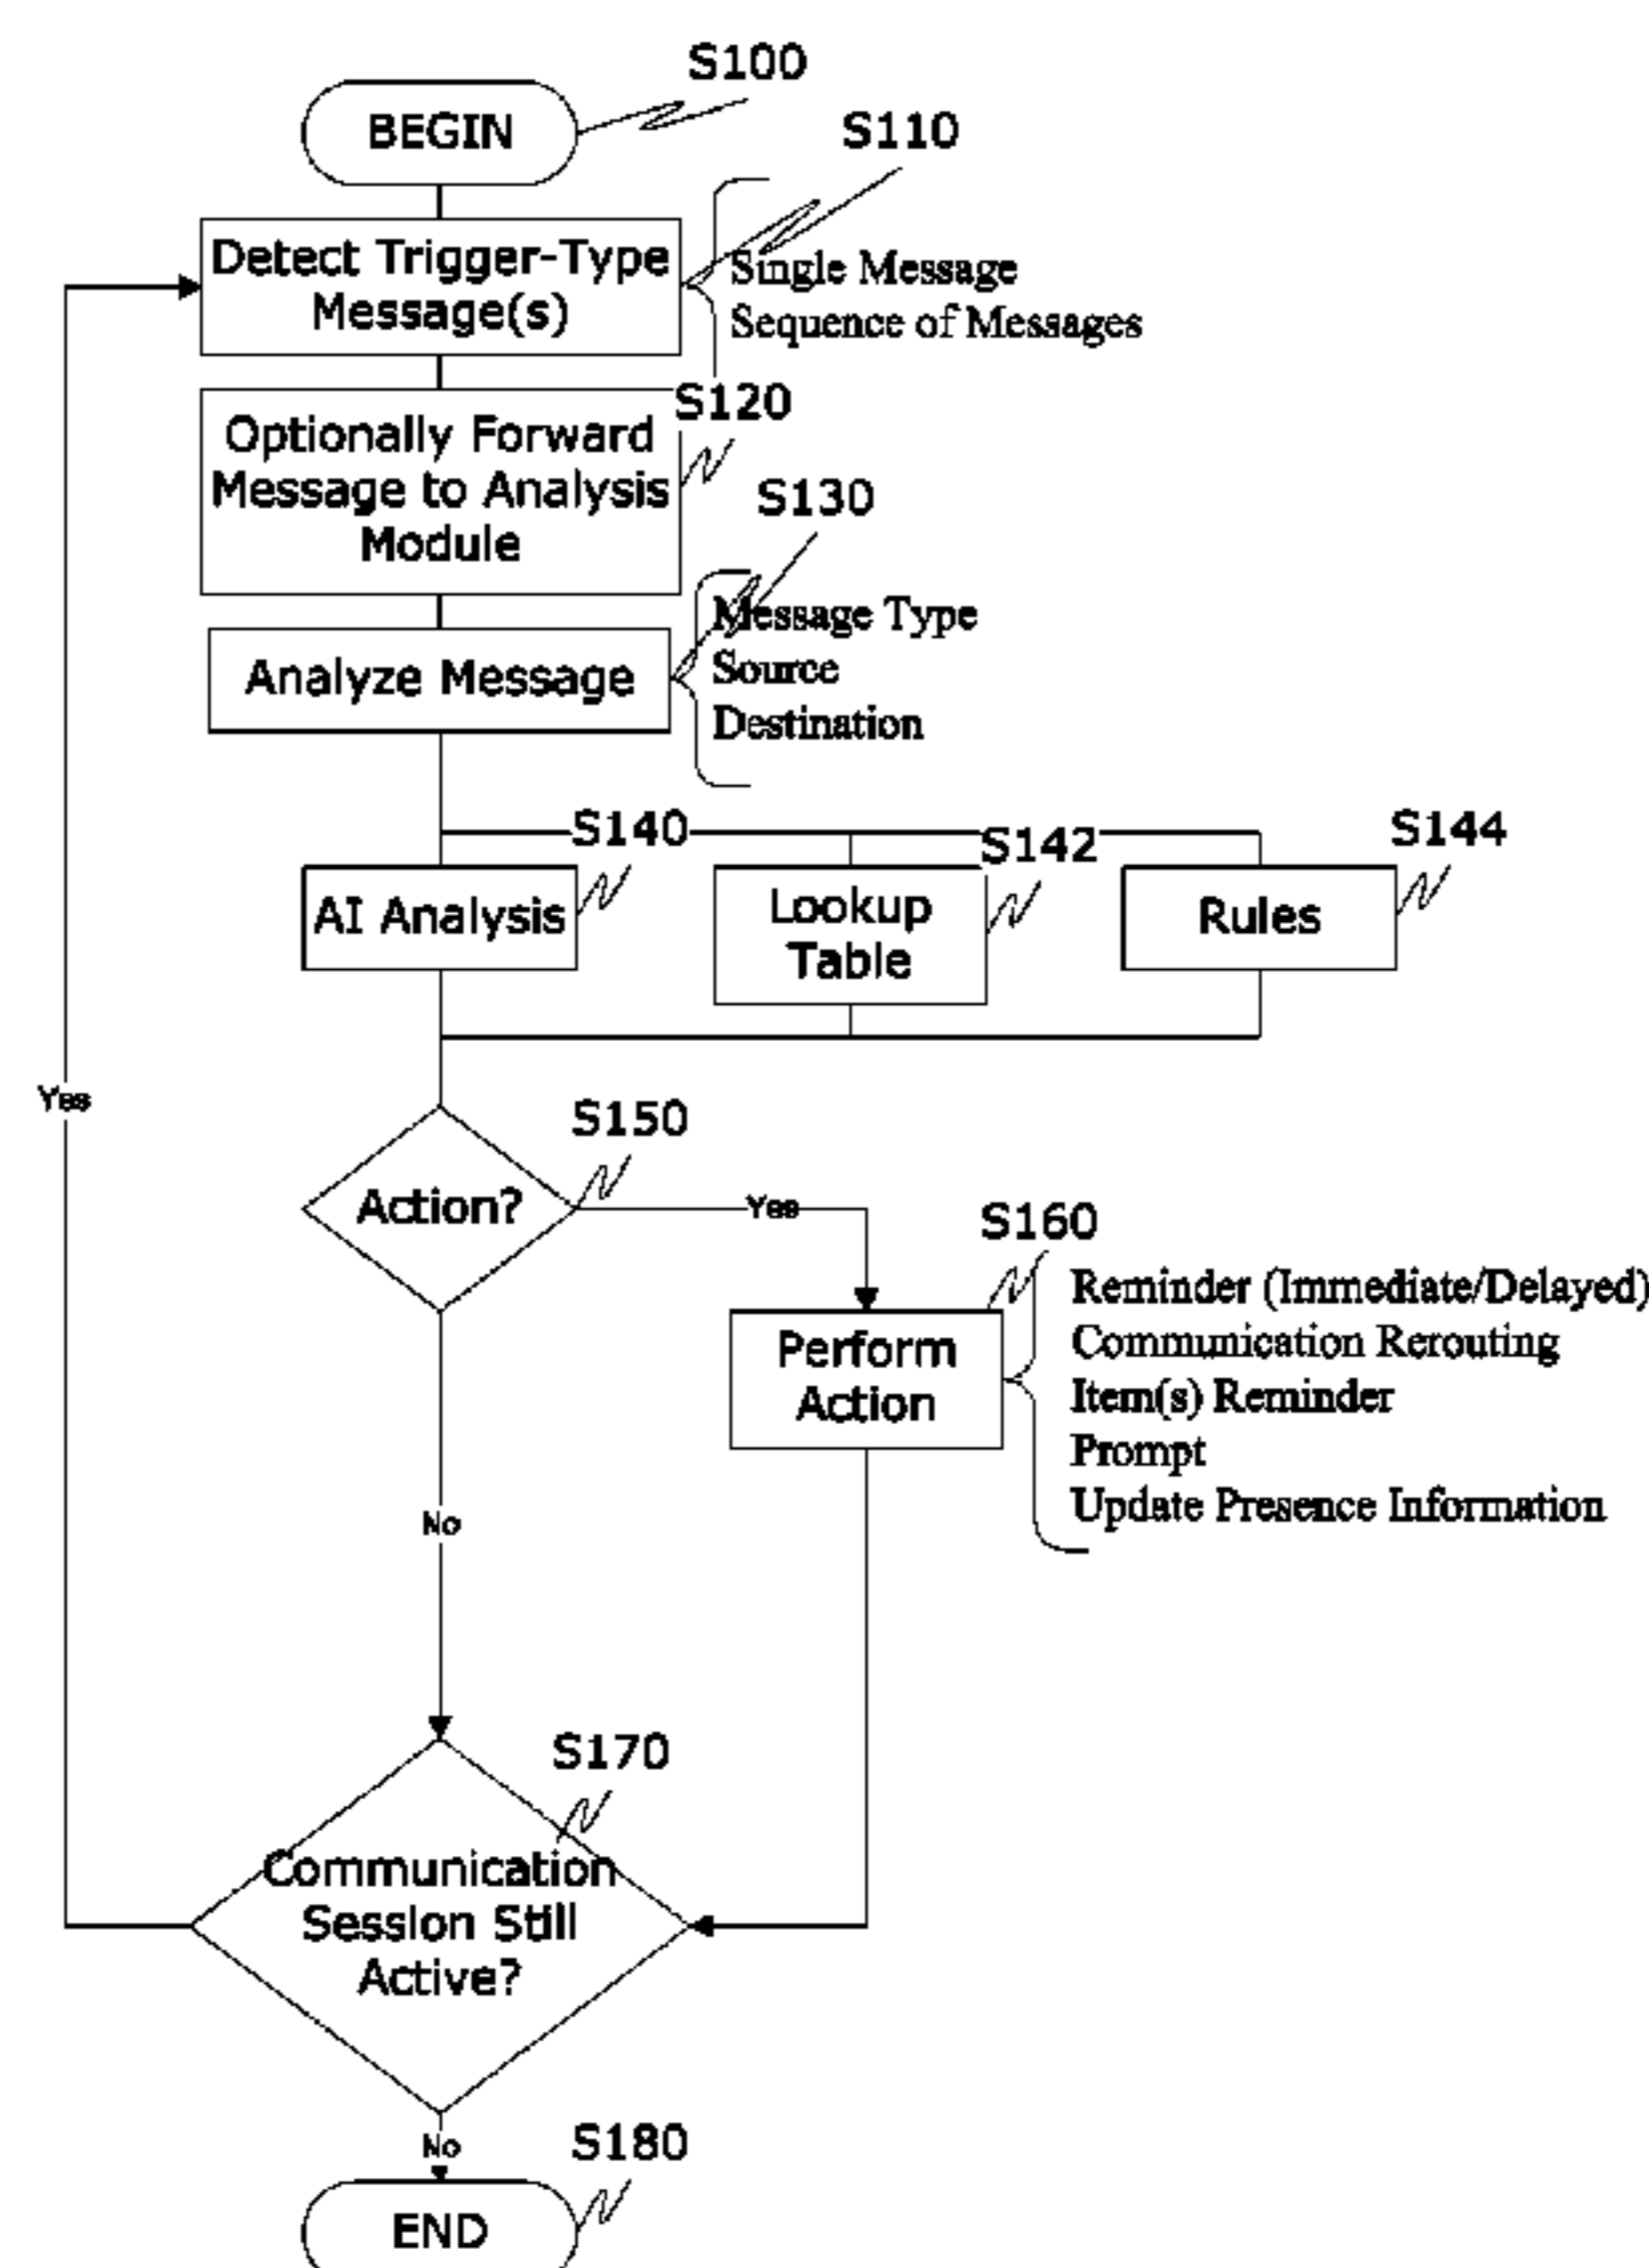 S100
BEGIN
S110
Detect Trigger-Type
Message(s)
Single Message
Sequence of Messages
S120
Optionally Forward
Message to Analysis
Module
S130
Analyze Message
Message Type
Source
Destination
S140
S142
S144
AI Analysis
Lookup
Table
Rules
Yes
S150
Action?
Yes
S160
Perform
Action
Reminder (Immediate/Delayed)
Communication Rerouting
Item(s) Reminder
Prompt
Update Presence Information
No
S170
Communication
Session Still
Active?
No
S180
END